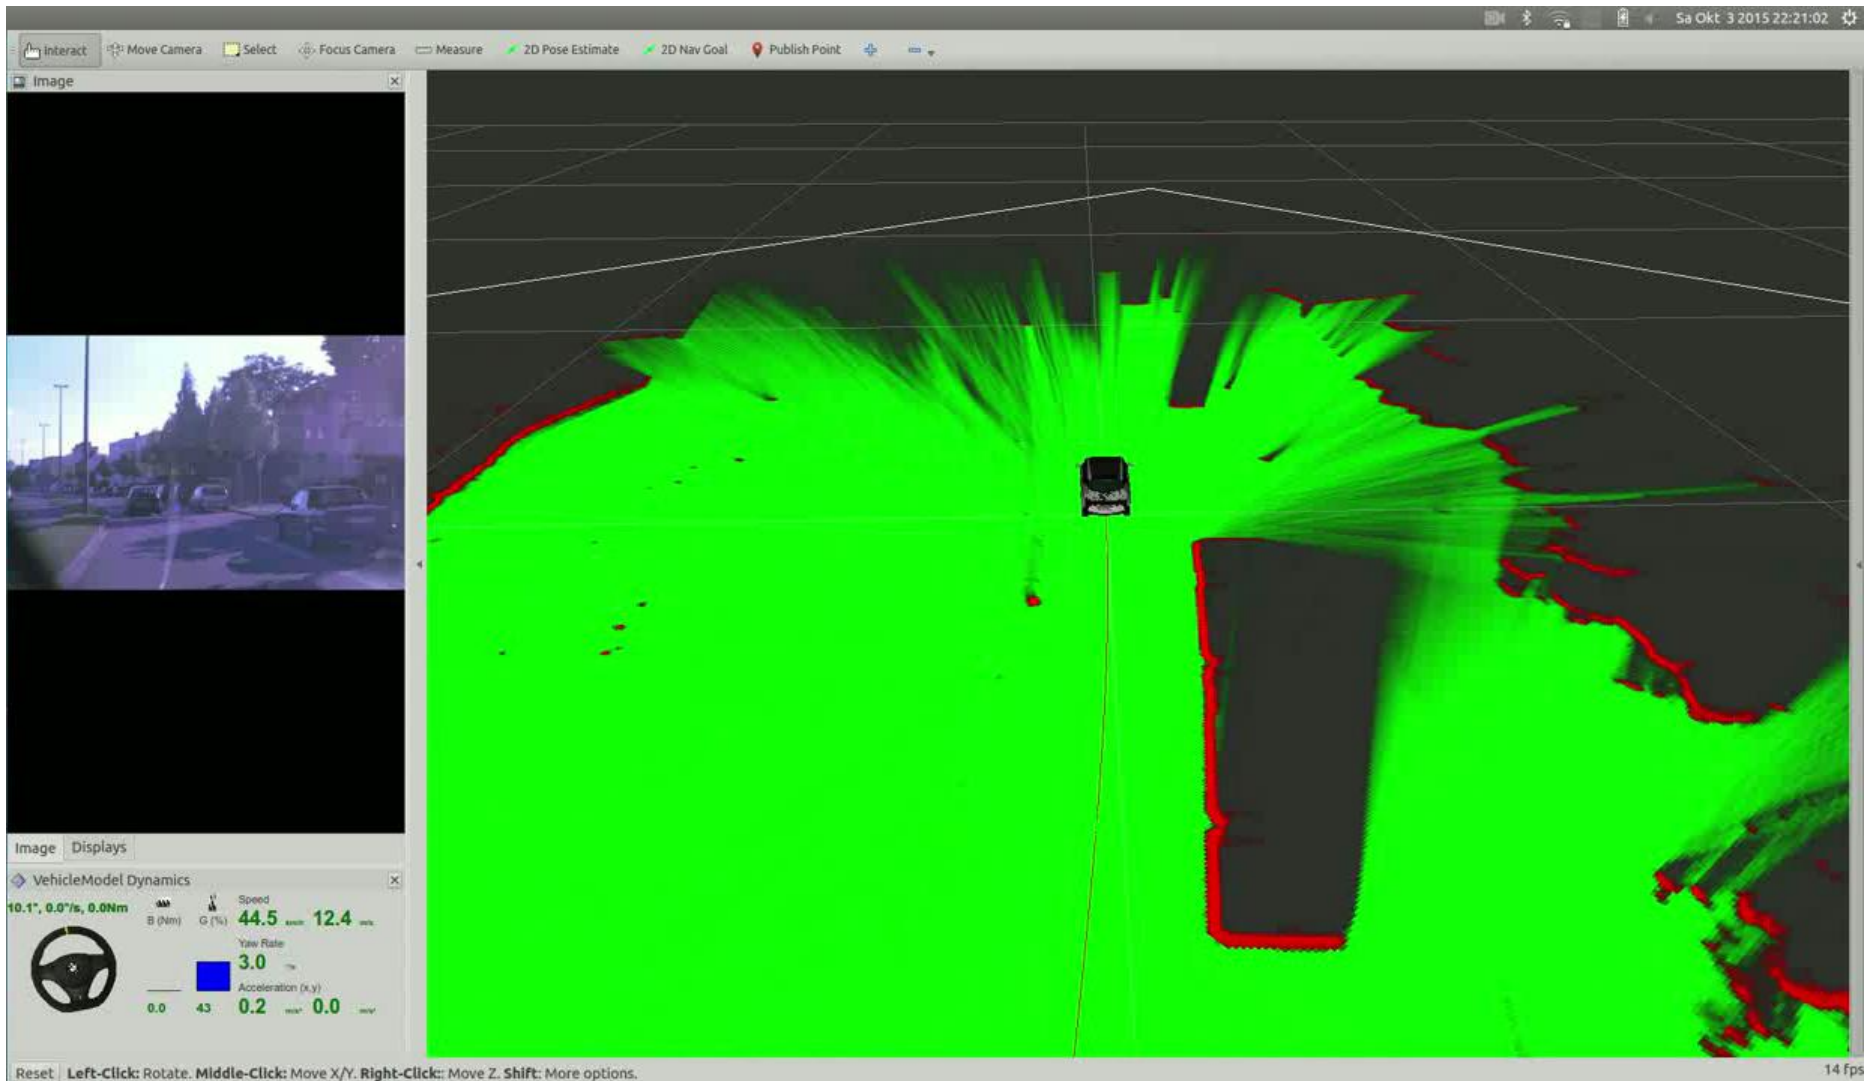 Sa Okt 3 2015 22:21:02
Interact Move Camera Select Focus Camera Measure 2D Pose Estimate 2D Nav Goal Publish Point
Image
Image Displays
VehicleModel Dynamics
10.1°, 0.0°/s, 0.0Nm
B (Nm) G (%)
0.0 43
Speed
44.5 km/h 12.4 m/s
Yaw Rate
3.0 °/s
Acceleration (x,y)
0.2 m/s² 0.0 m/s²
Reset Left-Click: Rotate. Middle-Click: Move X/Y. Right-Click:: Move Z. Shift: More options.
14 fps